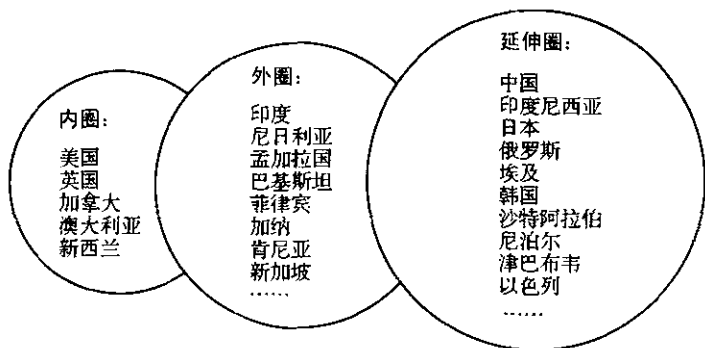 内圈：
美国
英国
加拿大
澳大利亚
新西兰
外圈：
印度
尼日利亚
孟加拉国
巴基斯坦
菲律宾
加纳
肯尼亚
新加坡
……
延伸圈：
中国
印度尼西亚
日本
俄罗斯
埃及
韩国
沙特阿拉伯
尼泊尔
津巴布韦
以色列
……